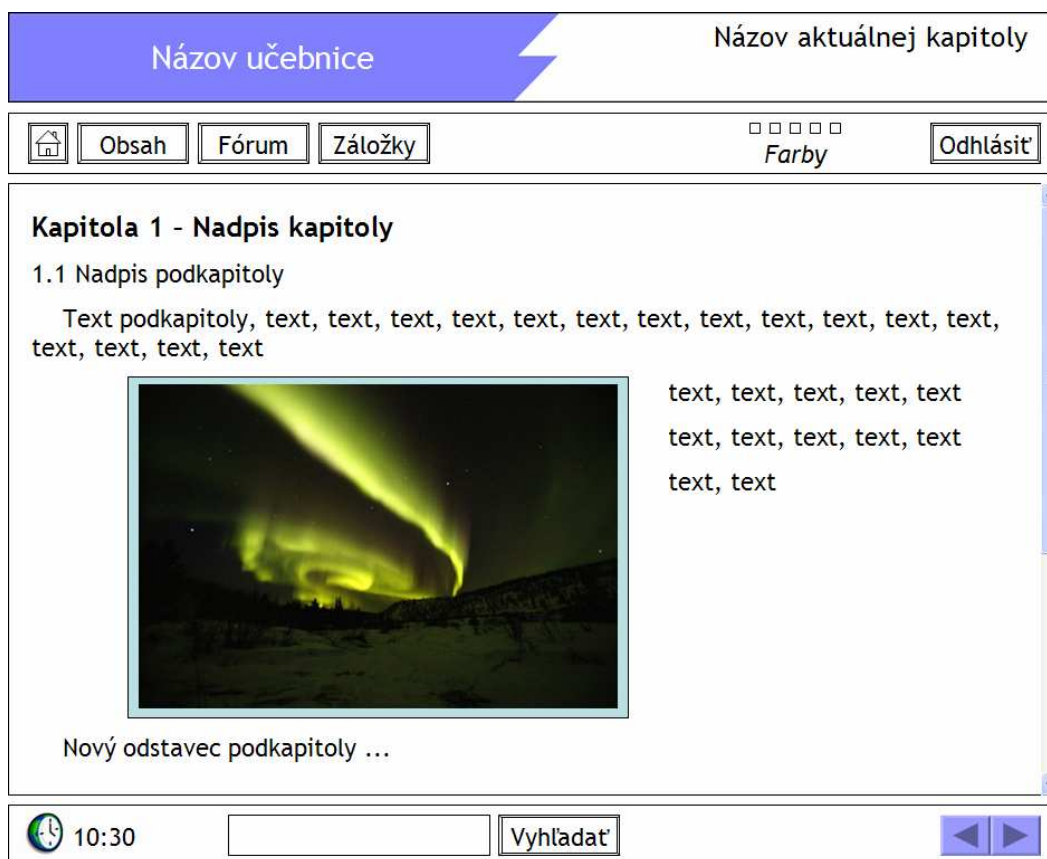 Názov učebnice
Názov aktuálnej kapitoly
Obsah
Fórum
Záložky
Farby
Odhlásiť
Kapitola 1 – Nadpis kapitoly
1.1 Nadpis podkapitoly
Text podkapitoly, text, text, text, text, text, text, text, text, text, text, text, text,
text, text, text, text
text, text, text, text, text
text, text, text, text, text
text, text
Nový odstavec podkapitoly ...
10:30
Vyhľadať